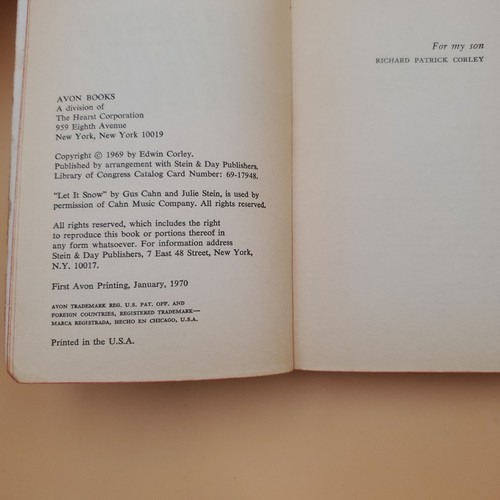 AVON BOOKS
A division of
The Hearst Corporation
959 Eighth Avenue
New York, New York 10019
Copyright © 1969 by Edwin Corley.
Published by arrangement with Stein & Day Publishers.
Library of Congress Catalog Card Number: 69-17948.
"Let It Snow" by Gus Cahn and Julie Stein, is used by
permission of Cahn Music Company. All rights reserved.
All rights reserved, which includes the right
to reproduce this book or portions thereof in
any form whatsoever. For information address
Stein & Day Publishers, 7 East 48 Street, New York,
N.Y. 10017.
First Avon Printing, January, 1970
AVON TRADEMARK REG. U.S. PAT. OFF. AND
FOREIGN COUNTRIES, REGISTERED TRADEMARK—
MARCA REGISTRADA, HECHO EN CHICAGO, U.S.A.
Printed in the U.S.A.
For my son
RICHARD PATRICK CORLEY